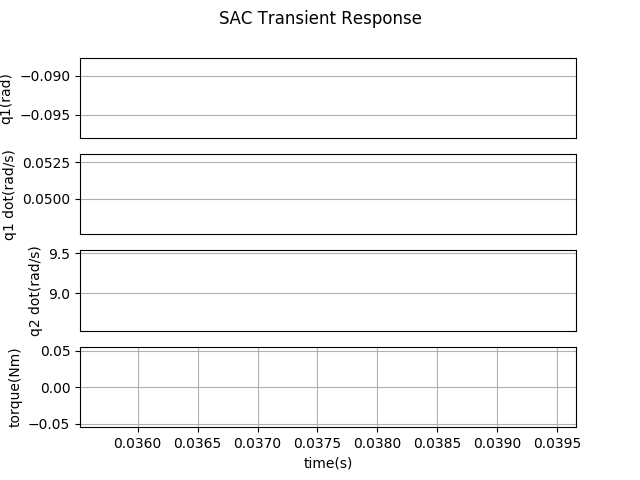 SAC Transient Response
−0.090
−0.095
q1(rad)
0.0525
0.0500
q1 dot(rad/s)
9.5
9.0
q2 dot(rad/s)
0.05
0.00
−0.05
torque(Nm)
0.0360 0.0365 0.0370 0.0375 0.0380 0.0385 0.0390 0.0395
time(s)